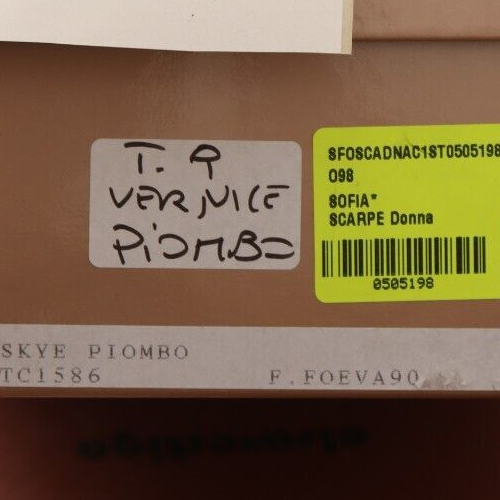 T. 9
VERNICE
PIOMBO
SFOSCADNAC1ST0505198
098
SOFIA*
SCARPE Donna
0505198
SKYE PIOMBO
TC1586
F.FOEVA90